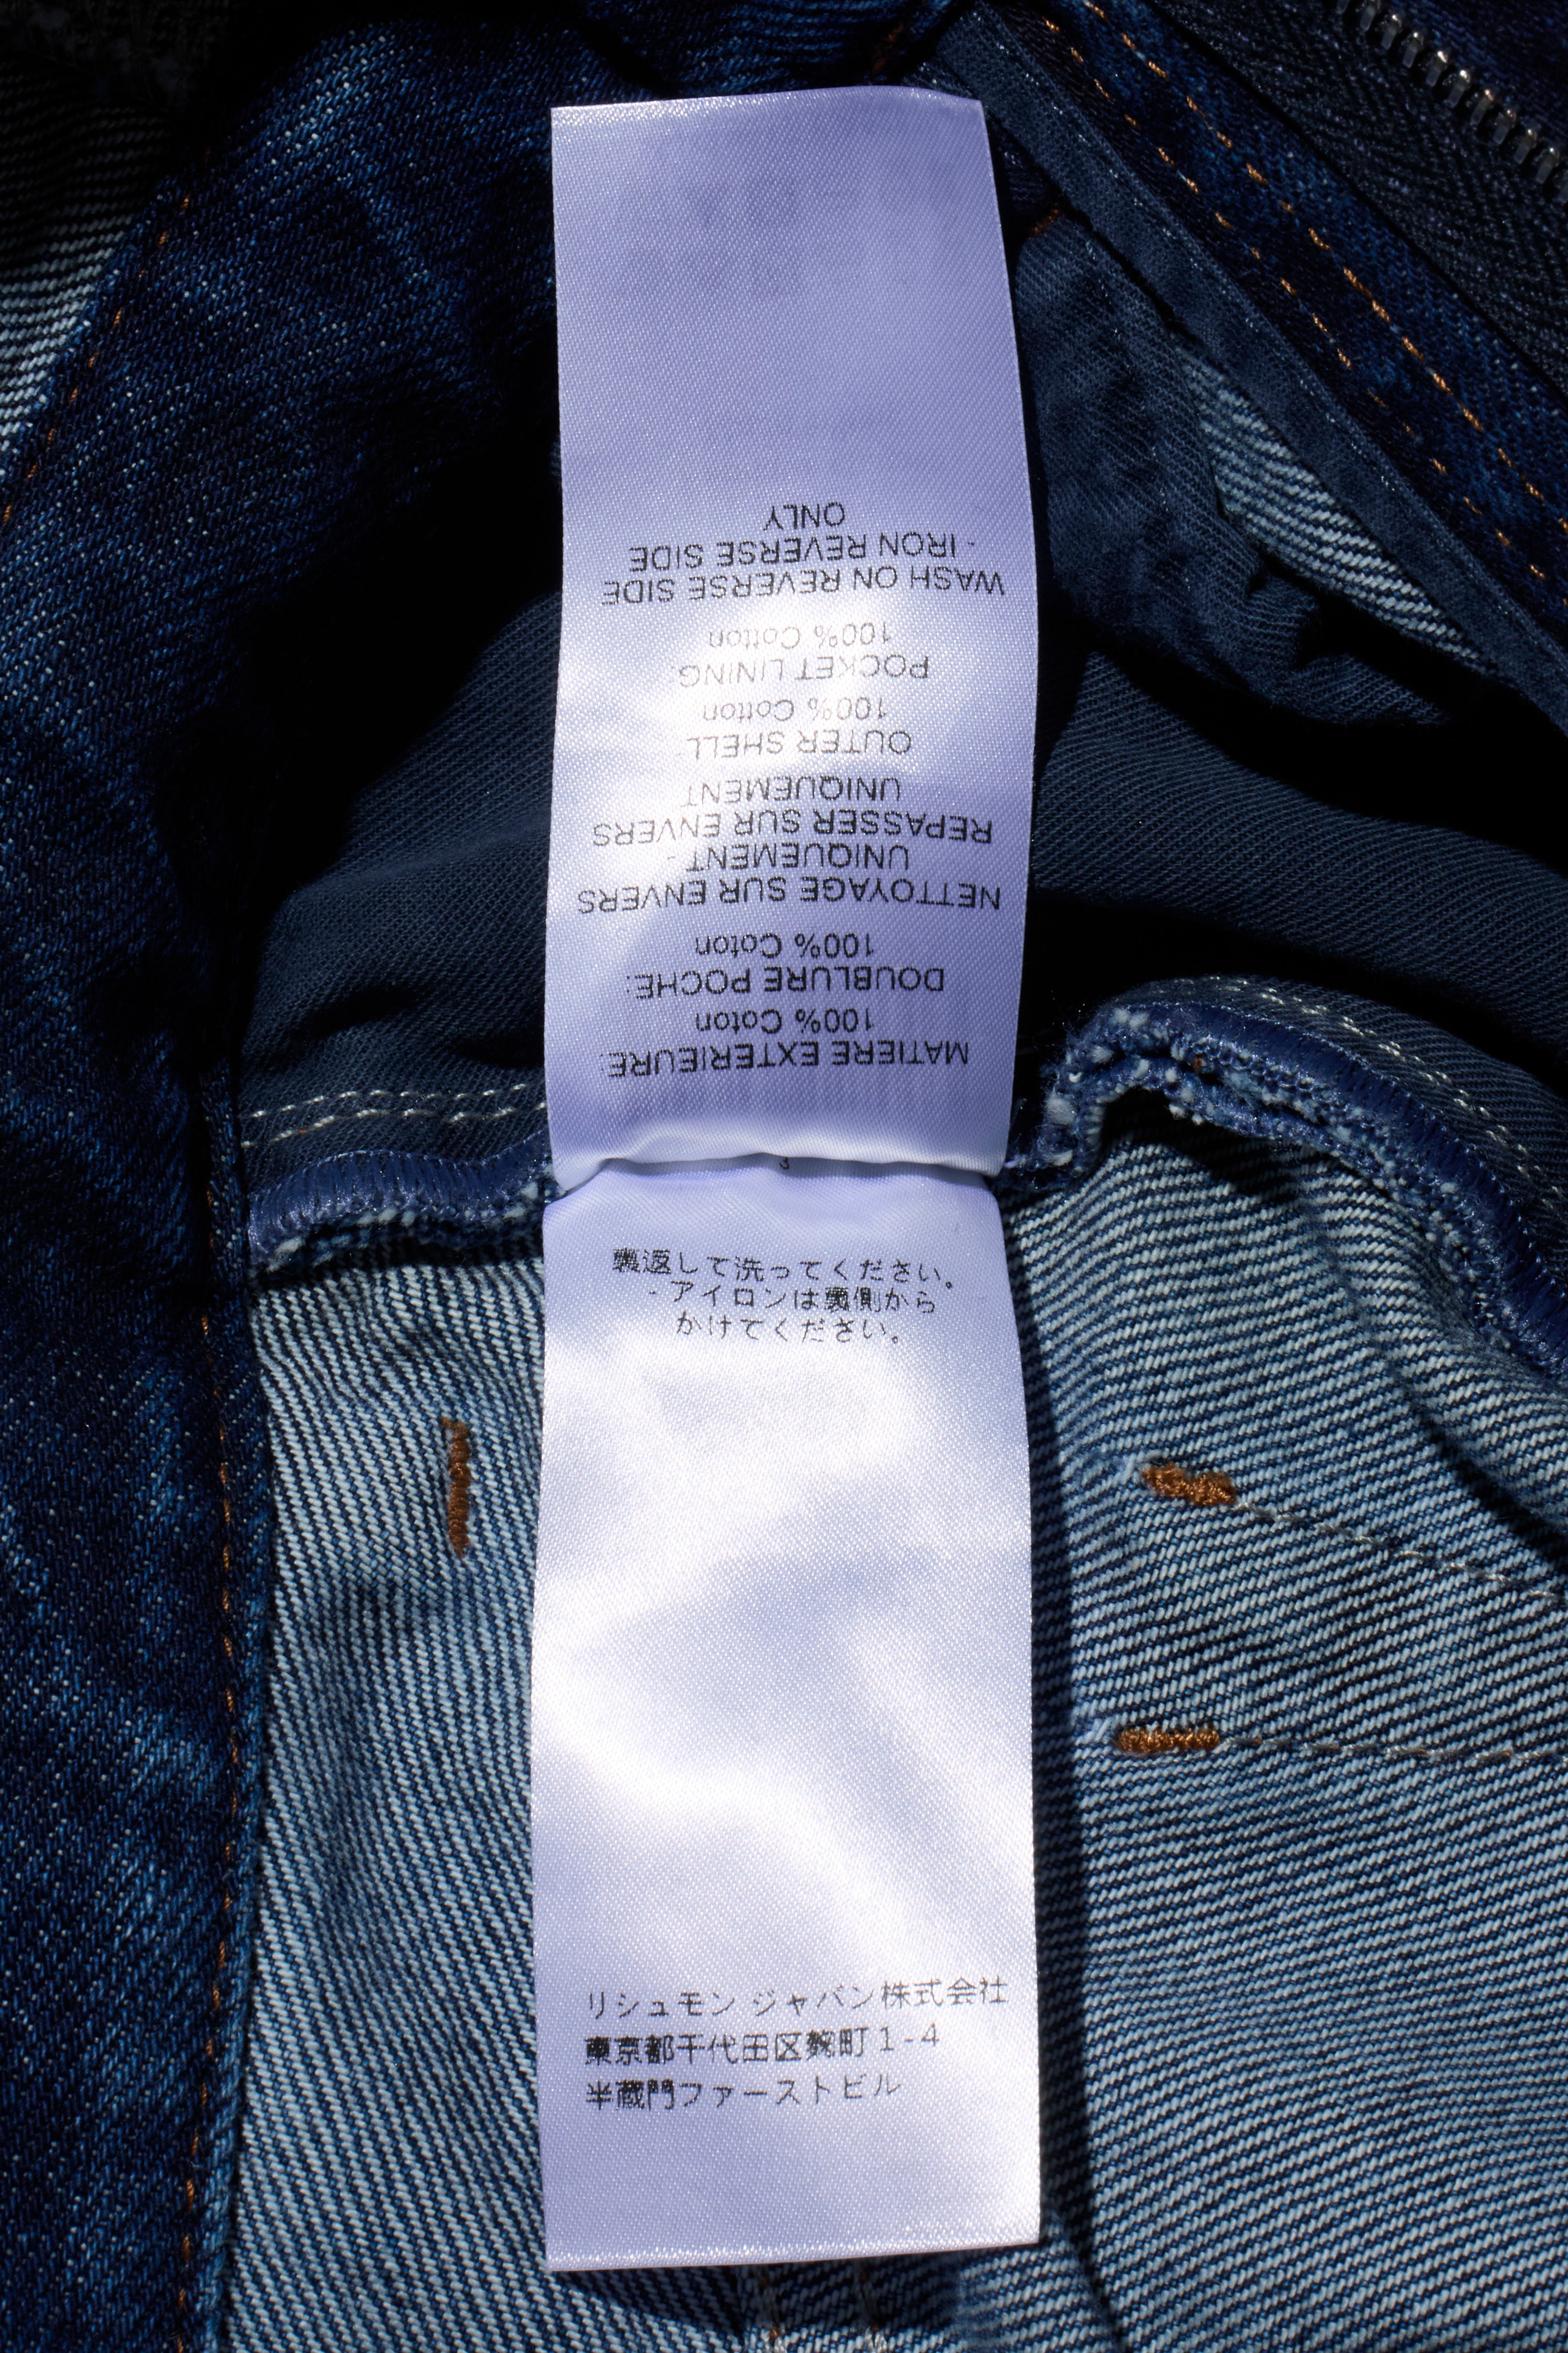 MATIERE EXTERIEURE:
100% Coton
DOUBLURE POCHE:
100% Coton
NETTOYAGE SUR ENVERS
UNIQUEMENT -
REPASSER SUR ENVERS
UNIQUEMENT
OUTER SHELL:
100% Cotton
POCKET LINING:
100% Cotton
WASH ON REVERSE SIDE
- IRON REVERSE SIDE
ONLY
裏返して洗ってください。
- アイロンは裏側から
かけてください。
リシュモン ジャパン株式会社
東京都千代田区麹町1-4
半蔵門ファーストビル